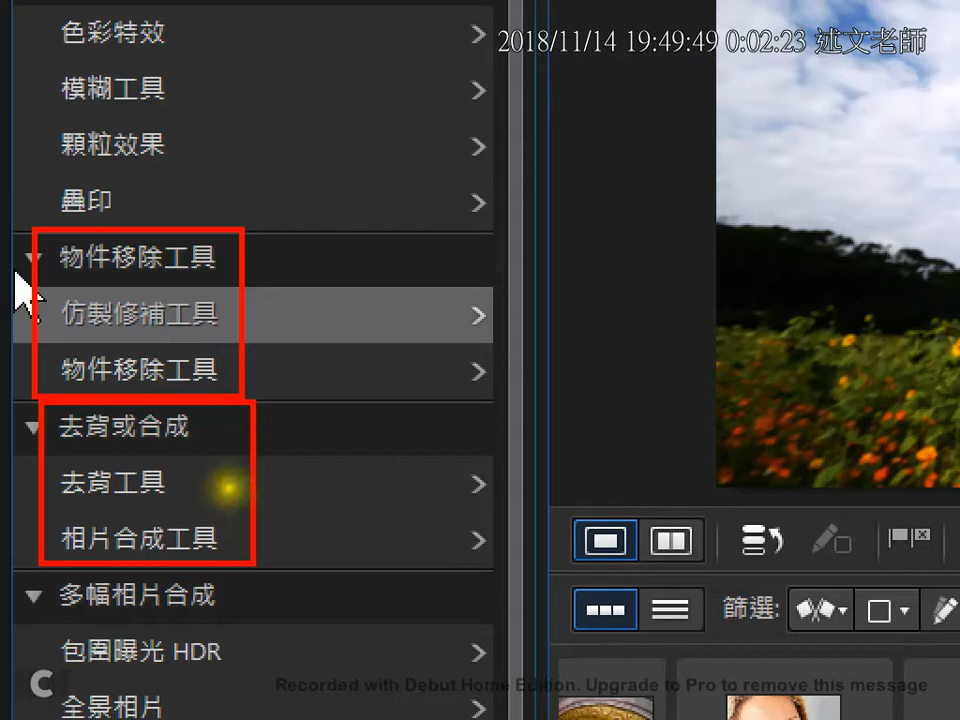 色彩特效
2018/11/14 19:49:49 0:02:23 述文老師
模糊工具
顆粒效果
疊印
物件移除工具
仿製修補工具
物件移除工具
去背或合成
去背工具
相片合成工具
多幅相片合成
篩選:
包圍曝光 HDR
C
Recorded with Debut Home Edition. Upgrade to Pro to remove this message
全景相片